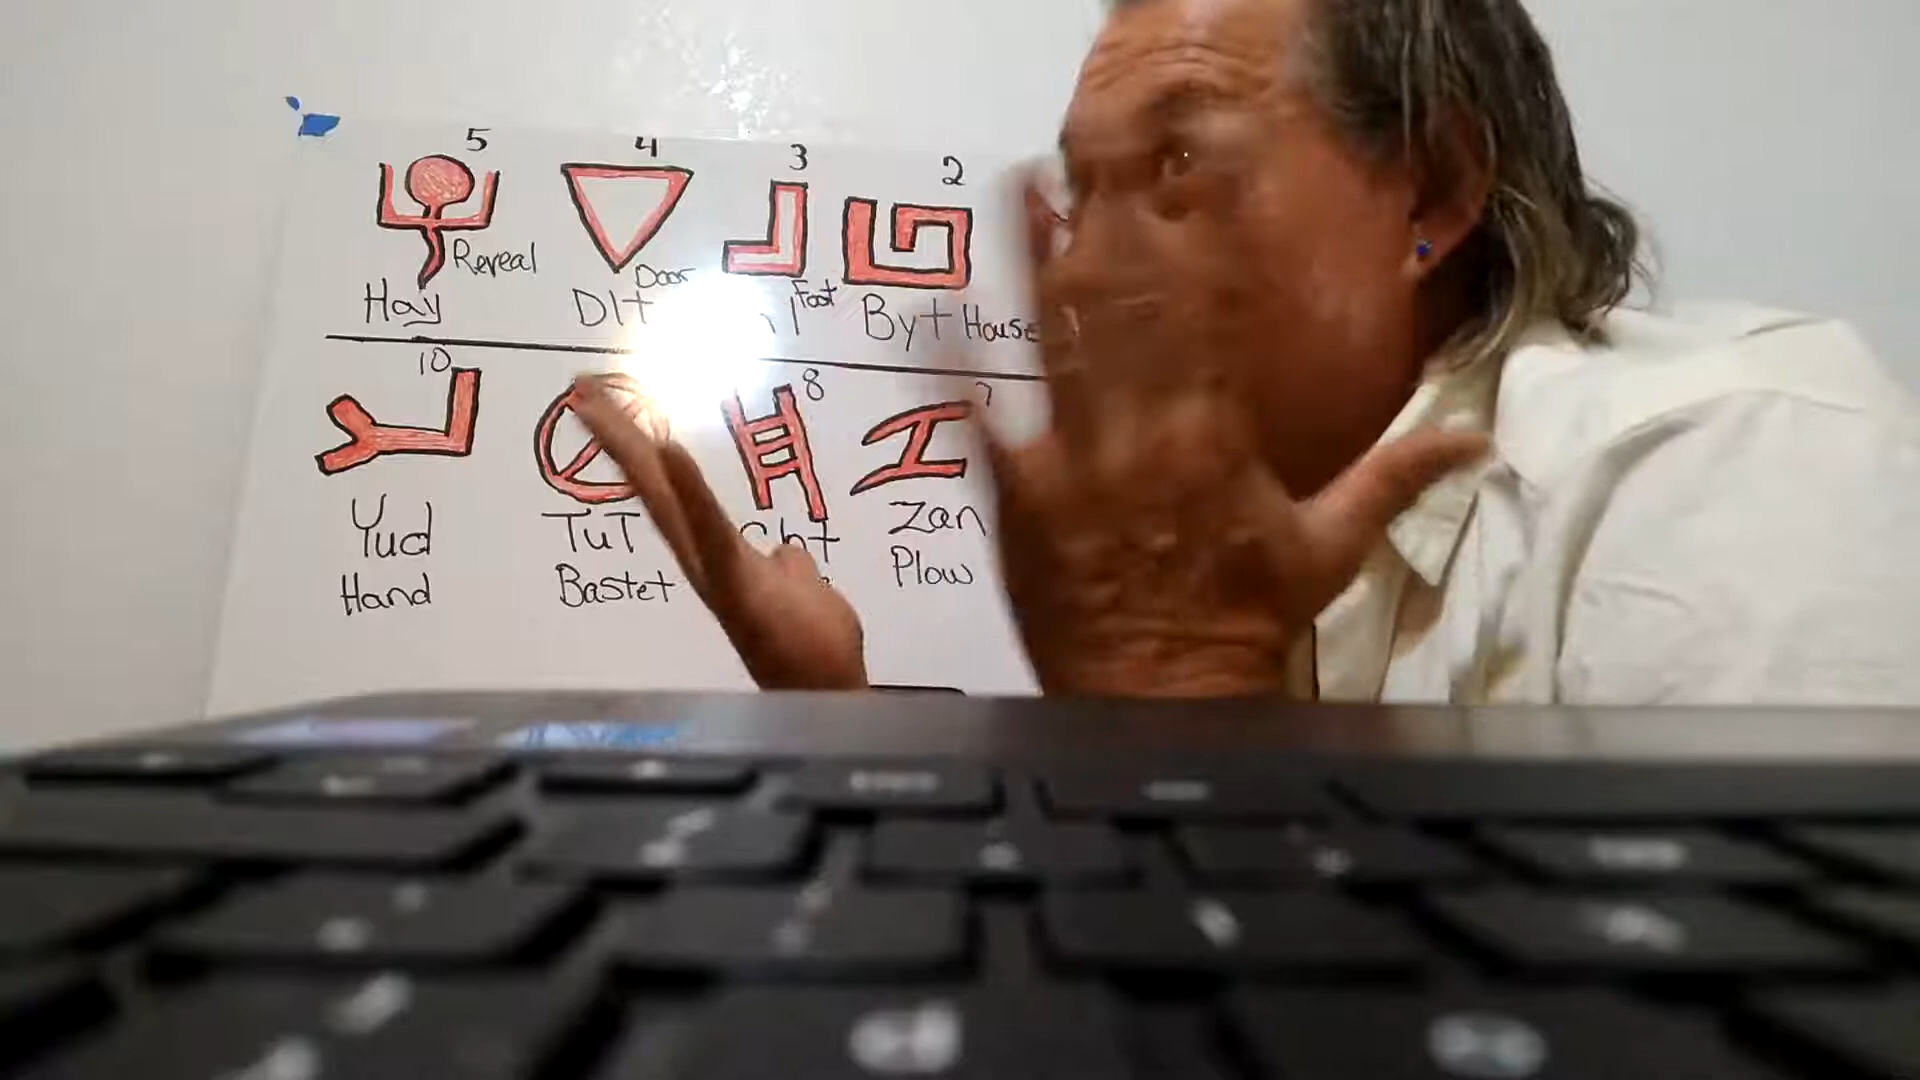 5 4 3 2
Reveal
Door
Foot
Hay Dlt Byt House
10 8 7
Yud TuT Zan
Hand Bastet Plow